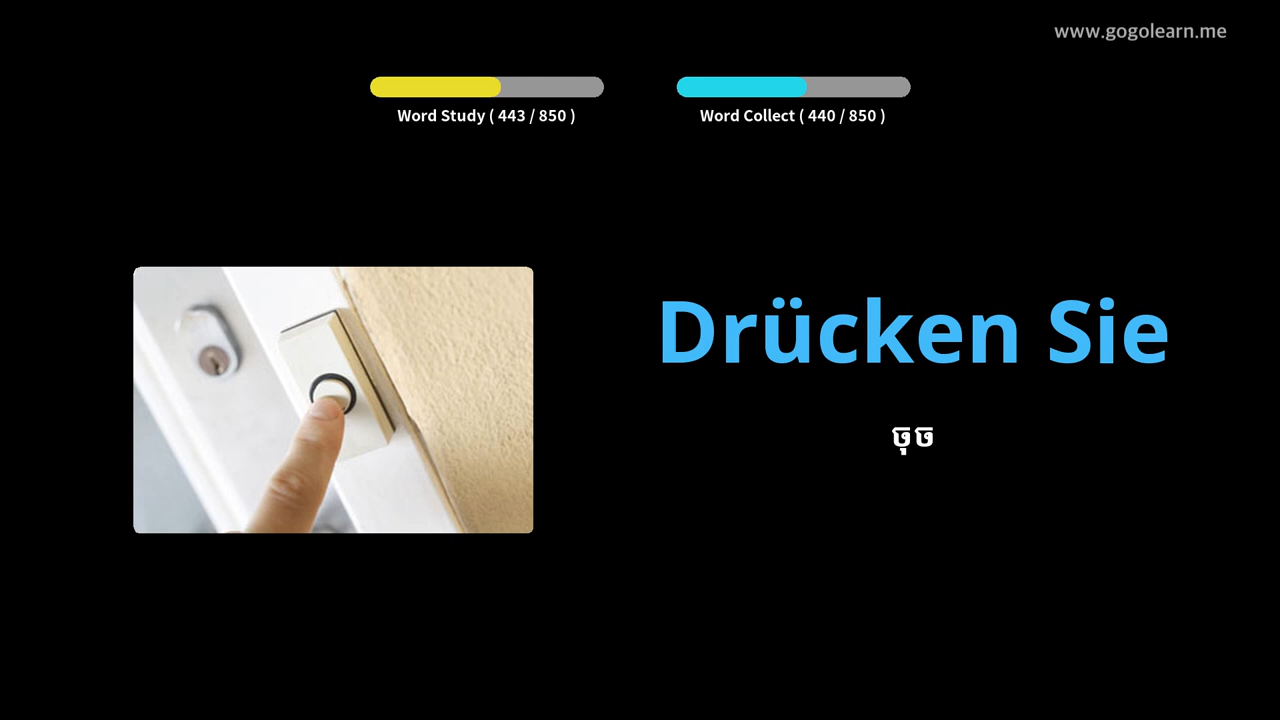 www.gogolearn.me
Word Study ( 443 / 850 )
Word Collect ( 440 / 850 )
Drücken Sie
ចុច